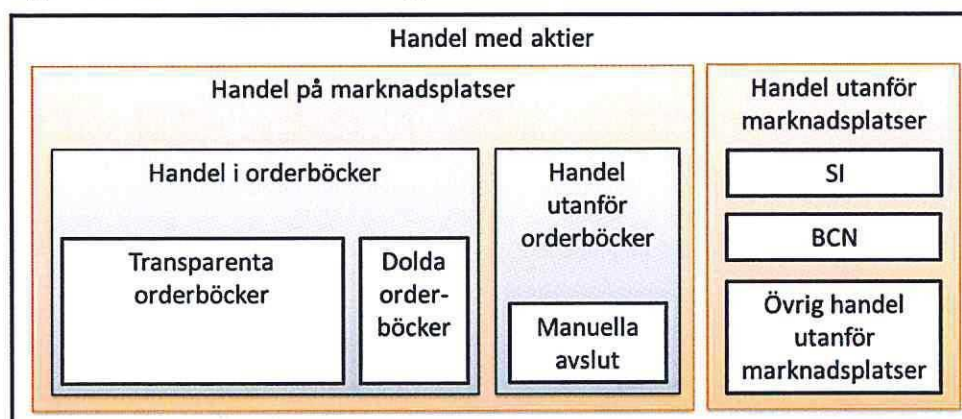 Handel med aktier
Handel på marknadsplatser
Handel i orderböcker
Transparenta
orderböcker
Dolda
order-
böcker
Handel
utanför
orderböcker
Manuella
avslut
Handel utanför
marknadsplatser
SI
BCN
Övrig handel
utanför
marknadsplatser